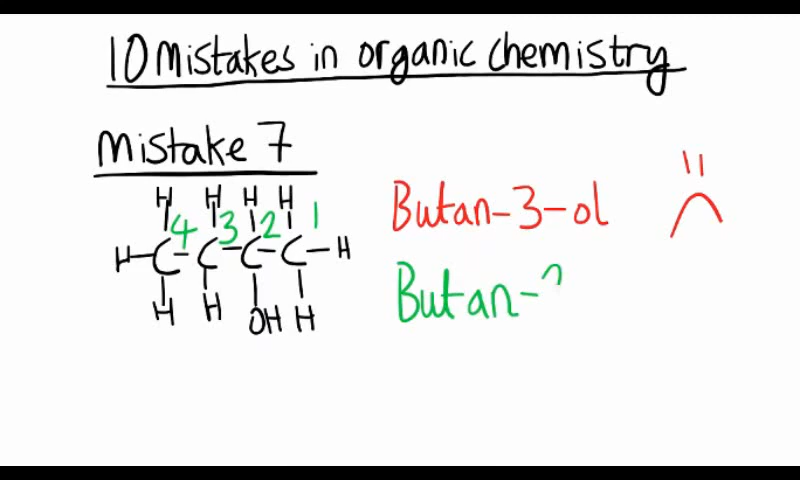 10 Mistakes in organic chemistry
Mistake 7
H H H H
4 3 2 1
H-C-C-C-C-H
H H OH H
Butan-3-ol
Butan-